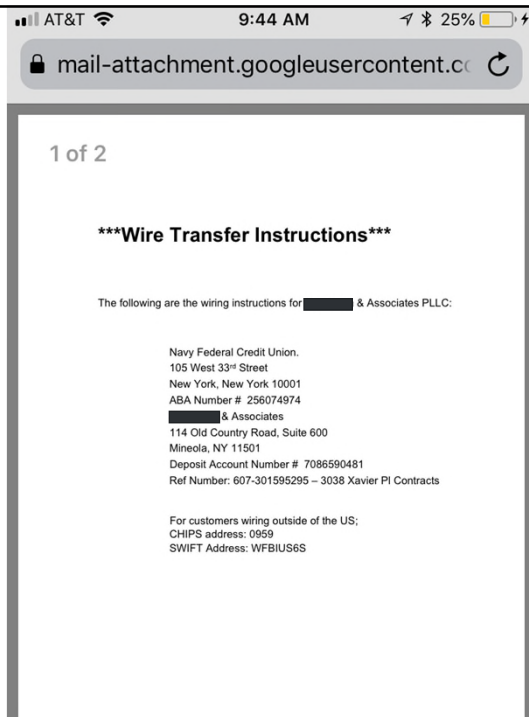 AT&T 9:44 AM 25%
mail-attachment.googleusercontent.co
1 of 2
***Wire Transfer Instructions***
The following are the wiring instructions for & Associates PLLC:
Navy Federal Credit Union.
105 West 33rd Street
New York, New York 10001
ABA Number # 256074974
& Associates
114 Old Country Road, Suite 600
Mineola, NY 11501
Deposit Account Number # 7086590481
Ref Number: 607-301595295 – 3038 Xavier Pl Contracts
For customers wiring outside of the US;
CHIPS address: 0959
SWIFT Address: WFBIUS6S